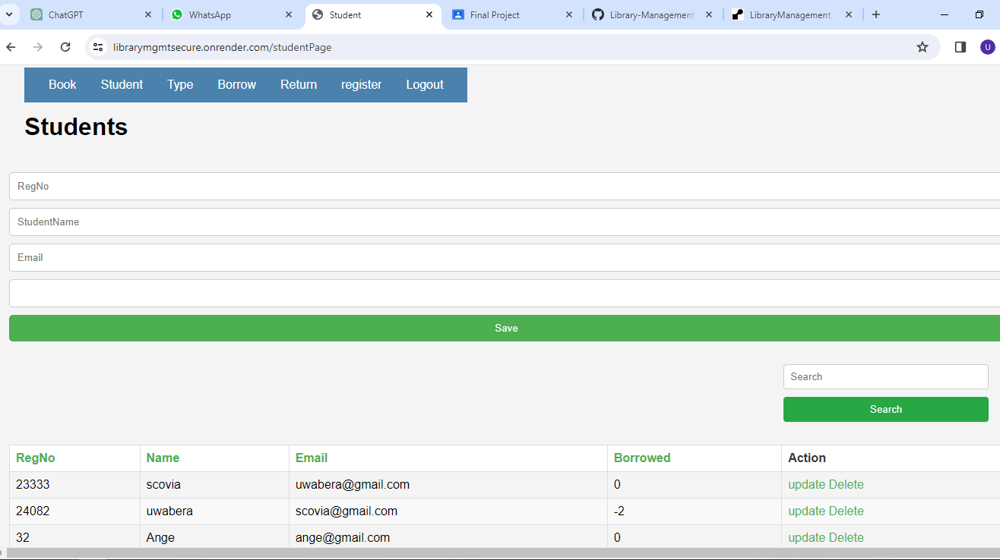 ChatGPT WhatsApp Student Final Project Library-Management LibraryManagement
librarymgmtsecure.onrender.com/studentPage U
Book Student Type Borrow Return register Logout
Students
RegNo
StudentName
Email
Save
Search
Search
RegNo Name Email Borrowed Action
23333 scovia uwabera@gmail.com 0 update Delete
24082 uwabera scovia@gmail.com -2 update Delete
32 Ange ange@gmail.com 0 update Delete